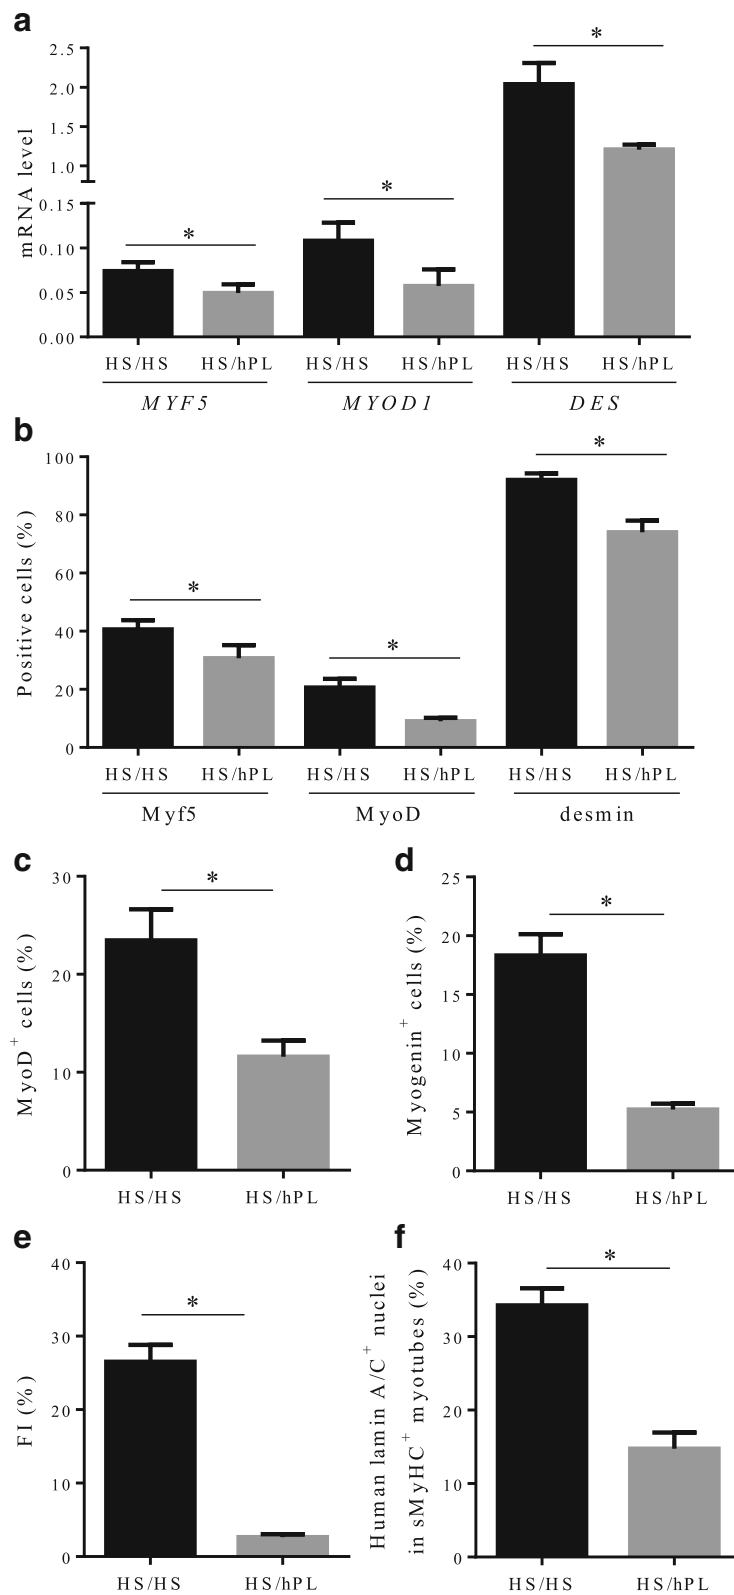 a
mRNA level
2.5
2.0
1.5
1.0
0.15
0.10
0.05
0.00
*
*
*
HS/HS HS/hPL HS/HS HS/hPL HS/HS HS/hPL
MYF5 MYOD1 DES
b
Positive cells (%)
100
80
60
40
20
0
*
*
*
HS/HS HS/hPL HS/HS HS/hPL HS/HS HS/hPL
Myf5 MyoD desmin
c
MyoD+ cells (%)
30
20
10
0
*
HS/HS HS/hPL
d
Myogenin+ cells (%)
25
20
15
10
5
0
*
HS/HS HS/hPL
e
FI (%)
40
30
20
10
0
*
HS/HS HS/hPL
f
Human lamin A/C+ nuclei
in sMyHC+ myotubes (%)
40
30
20
10
0
*
HS/HS HS/hPL